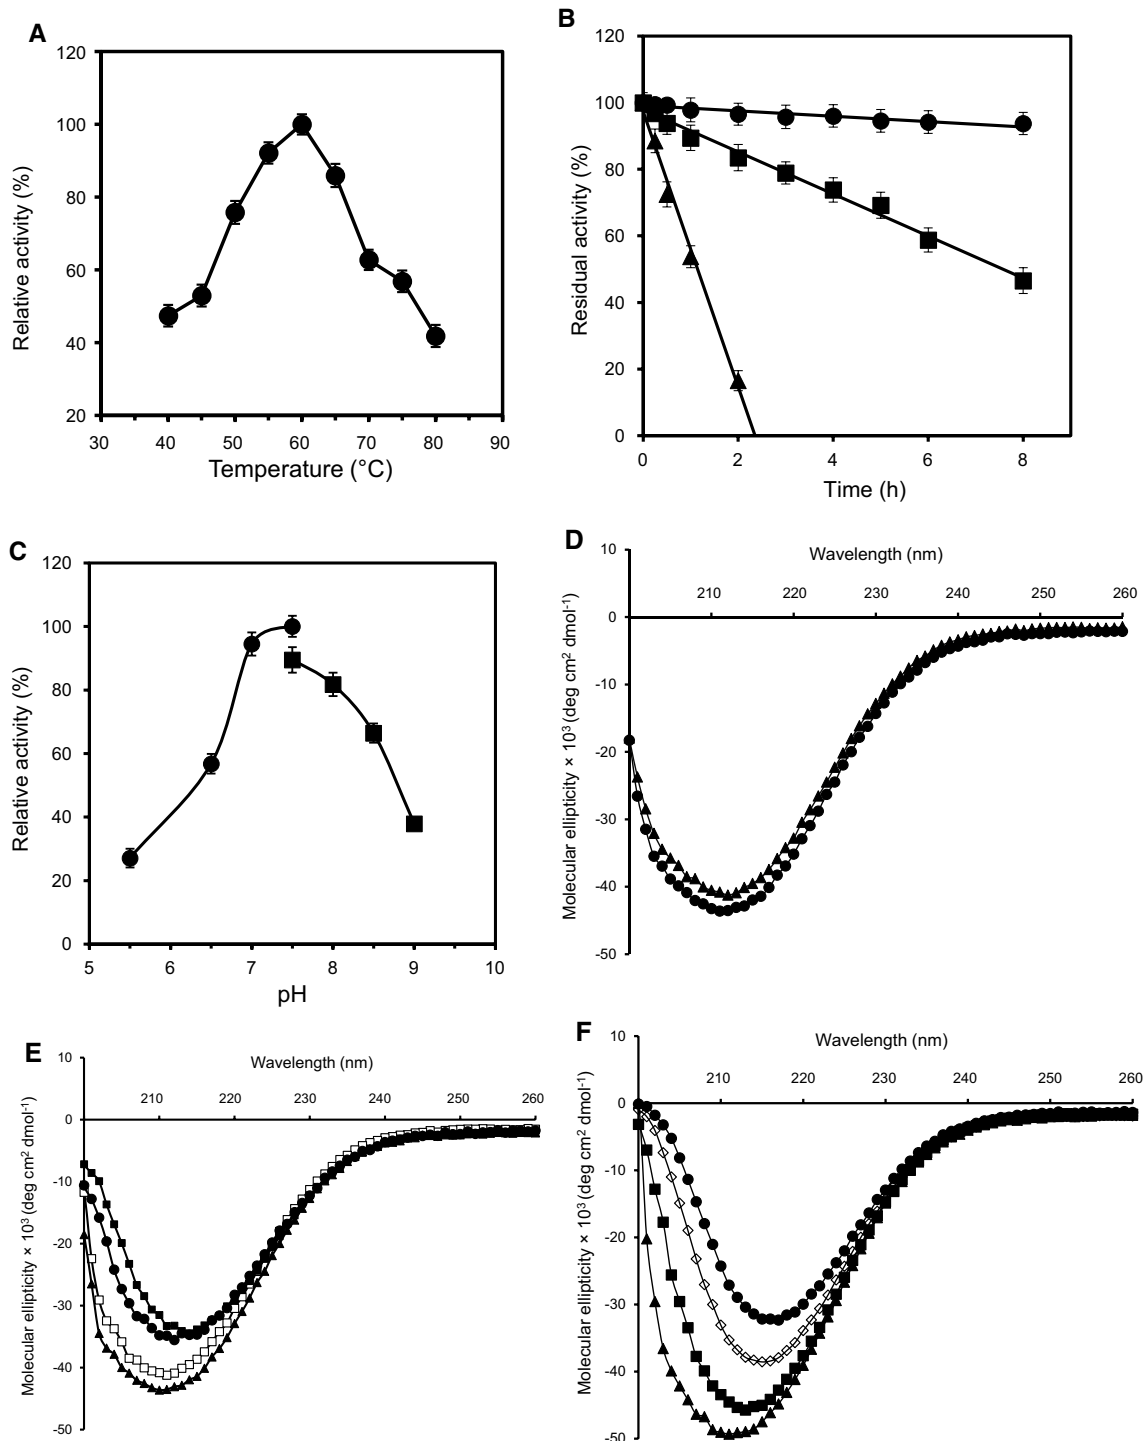 A
120
100
80
60
40
20
Relative activity (%)
30 40 50 60 70 80 90
Temperature (°C)
B
120
100
80
60
40
20
0
Residual activity (%)
0 2 4 6 8
Time (h)
C
120
100
80
60
40
20
0
Relative activity (%)
5 6 7 8 9 10
pH
D
Wavelength (nm)
210 220 230 240 250 260
10
0
-10
-20
-30
-40
-50
Molecular ellipticity × 10³ (deg cm² dmol⁻¹)
E
Wavelength (nm)
210 220 230 240 250 260
10
0
-10
-20
-30
-40
-50
Molecular ellipticity × 10³ (deg cm² dmol⁻¹)
F
Wavelength (nm)
210 220 230 240 250 260
10
0
-10
-20
-30
-40
-50
Molecular ellipticity × 10³ (deg cm² dmol⁻¹)